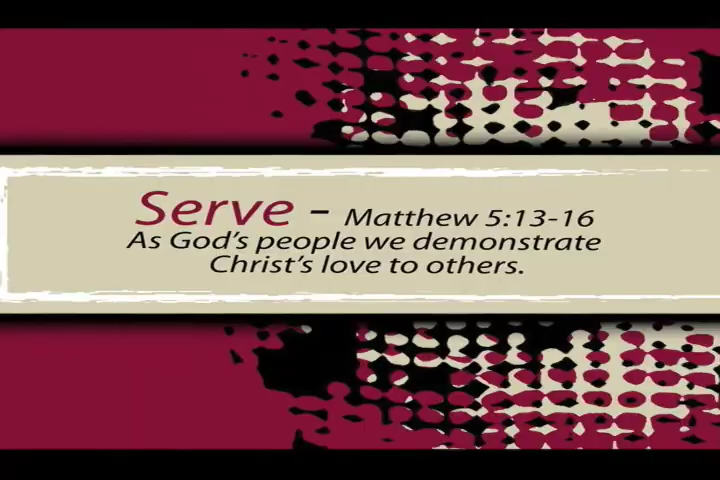 Serve - Matthew 5:13-16
As God's people we demonstrate
Christ's love to others.